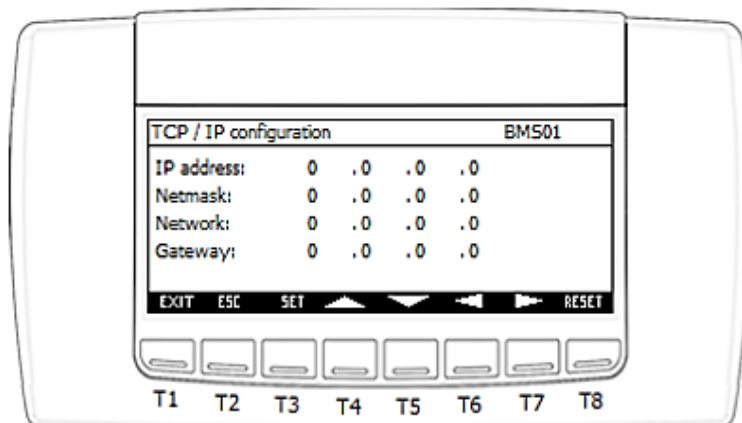 TCP / IP configuration BMS01
IP address: 0 .0 .0 .0
Netmask: 0 .0 .0 .0
Network: 0 .0 .0 .0
Gateway: 0 .0 .0 .0
EXIT ESC SET RESET
T1 T2 T3 T4 T5 T6 T7 T8